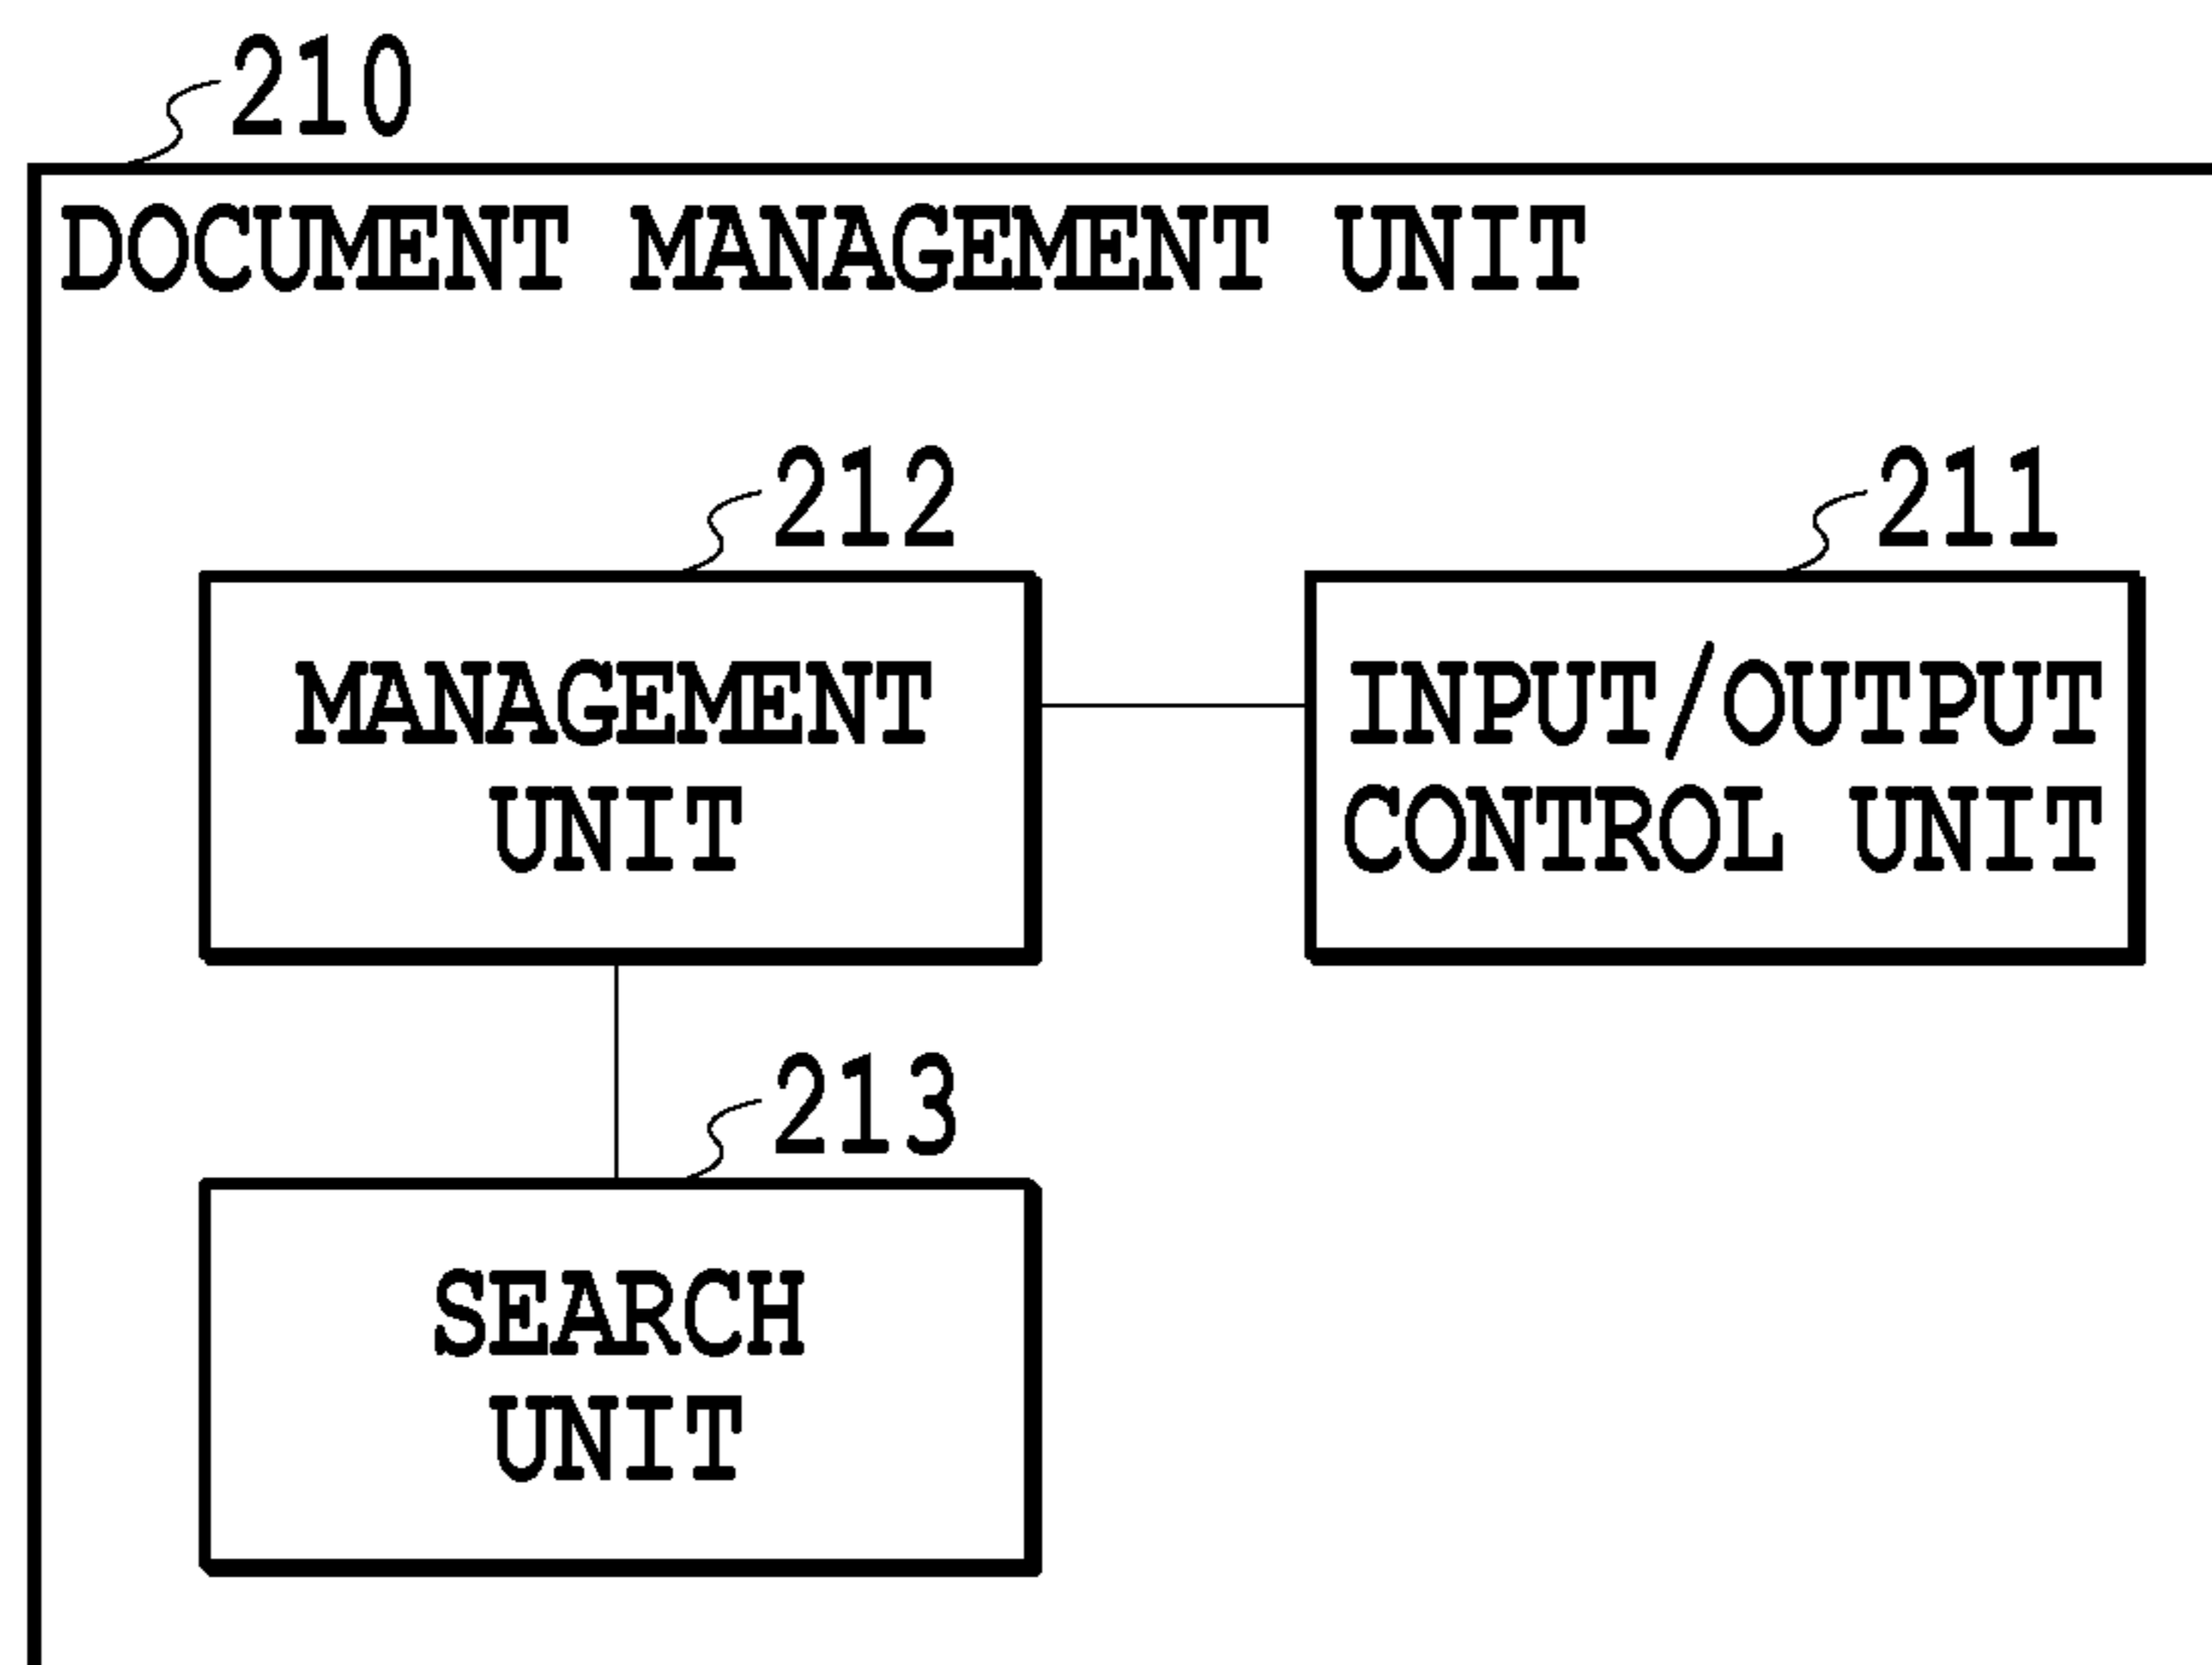 210
DOCUMENT MANAGEMENT UNIT
212
MANAGEMENT
UNIT
211
INPUT/OUTPUT
CONTROL UNIT
213
SEARCH
UNIT